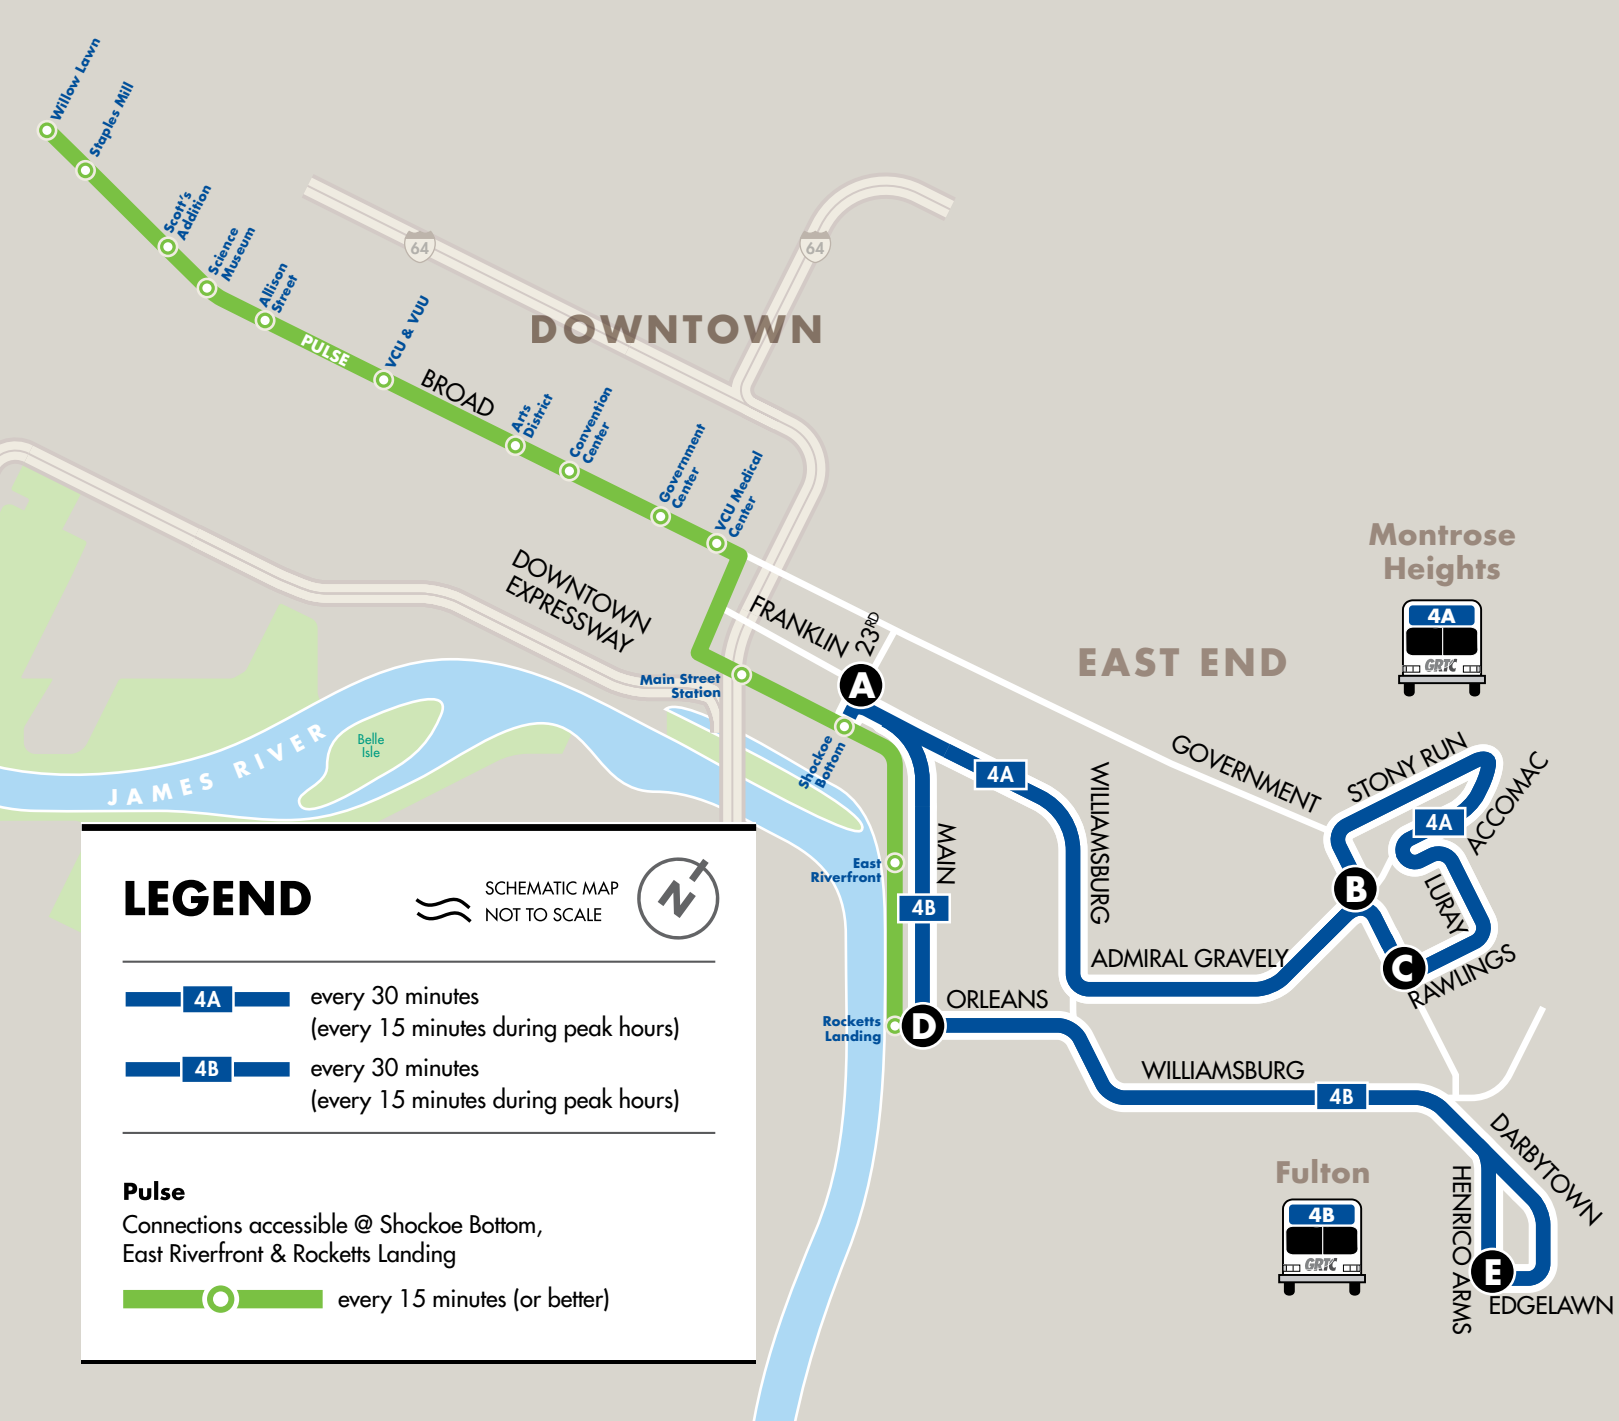 Willow Lawn
Staples Mill
Scott's
Addition
Science
Museum
Allison
Street
PULSE
VCU & VUU
BROAD
Arts
District
Convention
Center
Government
Center
VCU Medical
Center
64
64
DOWNTOWN
DOWNTOWN
EXPRESSWAY
FRANKLIN
23RD
A
Main Street
Station
Shockoe
Bottom
EAST END
Montrose
Heights
4A
GRTC
GOVERNMENT
STONY RUN
ACCOMAC
4A
LURAY
RAWLINGS
B
C
4A
WILLIAMSBURG
ADMIRAL GRAVELY
MAIN
4B
East
Riverfront
Rocketts
Landing
D
ORLEANS
WILLIAMSBURG
4B
DARBYTOWN
HENRICO ARMS
E
EDGELAWN
Fulton
4B
GRTC
JAMES RIVER
Belle
Isle
LEGEND
SCHEMATIC MAP
NOT TO SCALE
N
4A
every 30 minutes
(every 15 minutes during peak hours)
4B
every 30 minutes
(every 15 minutes during peak hours)
Pulse
Connections accessible @ Shockoe Bottom,
East Riverfront & Rocketts Landing
every 15 minutes (or better)